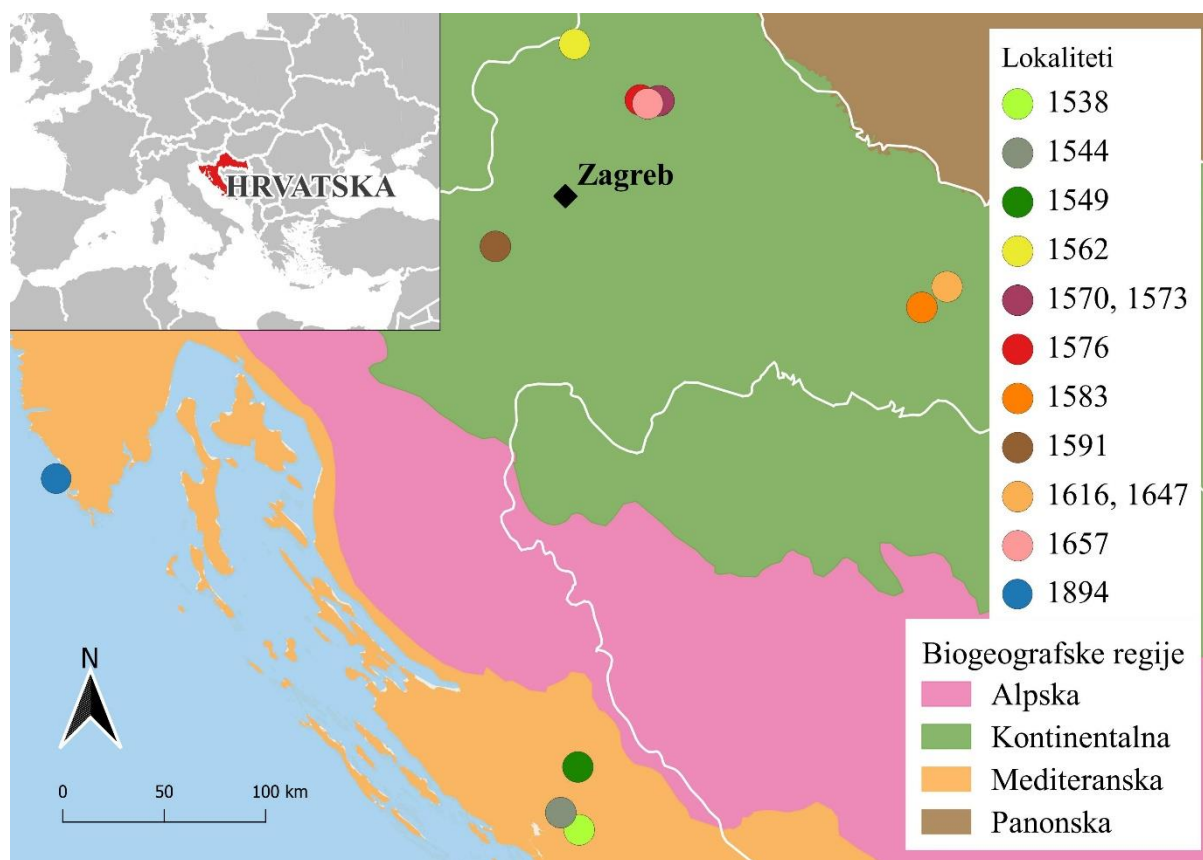 HRVATSKA
Zagreb
Lokaliteti
1538
1544
1549
1562
1570, 1573
1576
1583
1591
1616, 1647
1657
1894
Biogeografske regije
Alpska
Kontinentalna
Mediteranska
Panonska
N
0 50 100 km